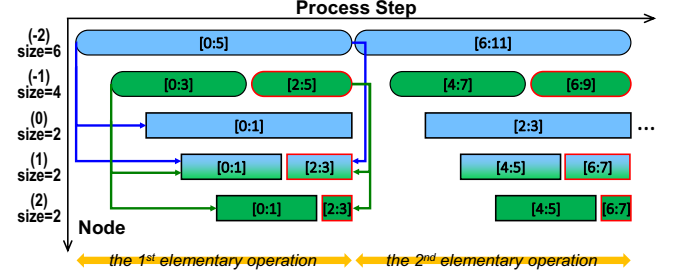 Process Step
(-2)
size=6
[0:5] [6:11]
(-1)
size=4
[0:3] [2:5] [4:7] [6:9]
(0)
size=2
[0:1] [2:3] ...
(1)
size=2
[0:1] [2:3] [4:5] [6:7]
(2)
size=2
[0:1] [2:3] [4:5] [6:7]
Node
the 1st elementary operation the 2nd elementary operation